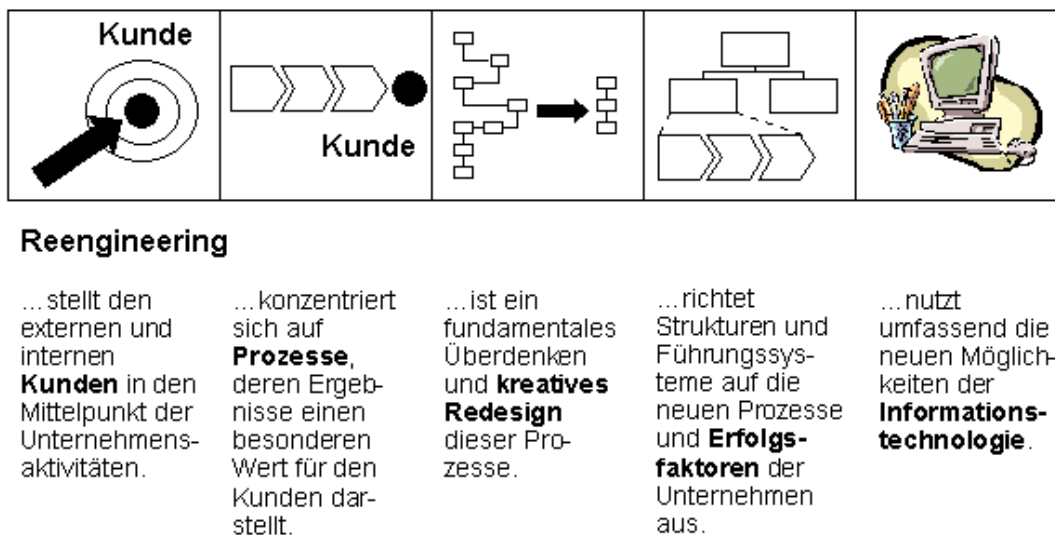 Kunde
Kunde
Reengineering
...stellt den
externen und
internen
Kunden in den
Mittelpunkt der
Unternehmens-
aktivitäten.
...konzentriert
sich auf
Prozesse,
deren Ergeb-
nisse einen
besonderen
Wert für den
Kunden dar-
stellt.
...ist ein
fundamentales
Überdenken
und kreatives
Redesign
dieser Pro-
zesse.
...richtet
Strukturen und
Führungssys-
teme auf die
neuen Prozesse
und Erfolgs-
faktoren der
Unternehmen
aus.
...nutzt
umfassend die
neuen Möglich-
keiten der
Informations-
technologie.